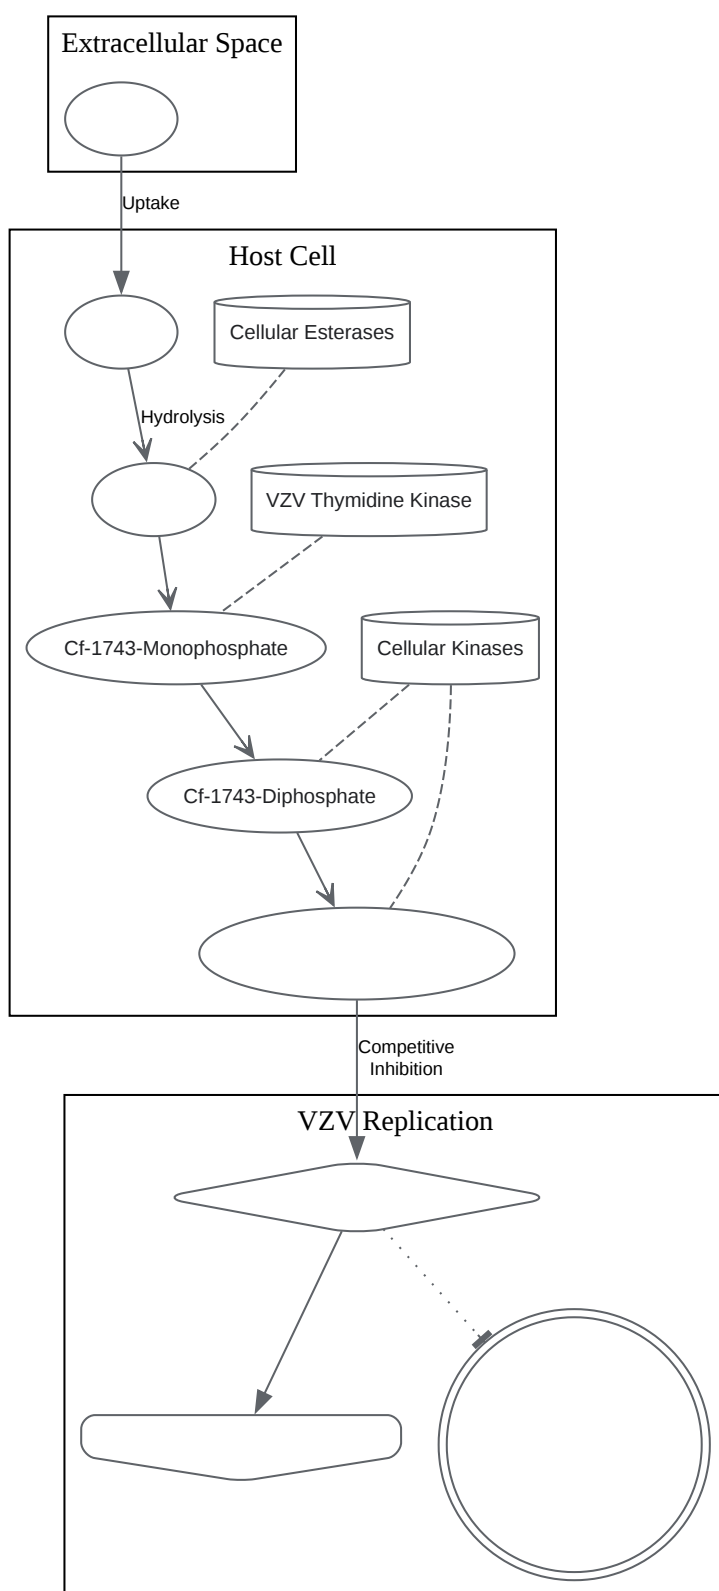 Extracellular Space
Uptake
Host Cell
Cellular Esterases
Hydrolysis
VZV Thymidine Kinase
Cf-1743-Monophosphate
Cellular Kinases
Cf-1743-Diphosphate
Competitive
Inhibition
VZV Replication